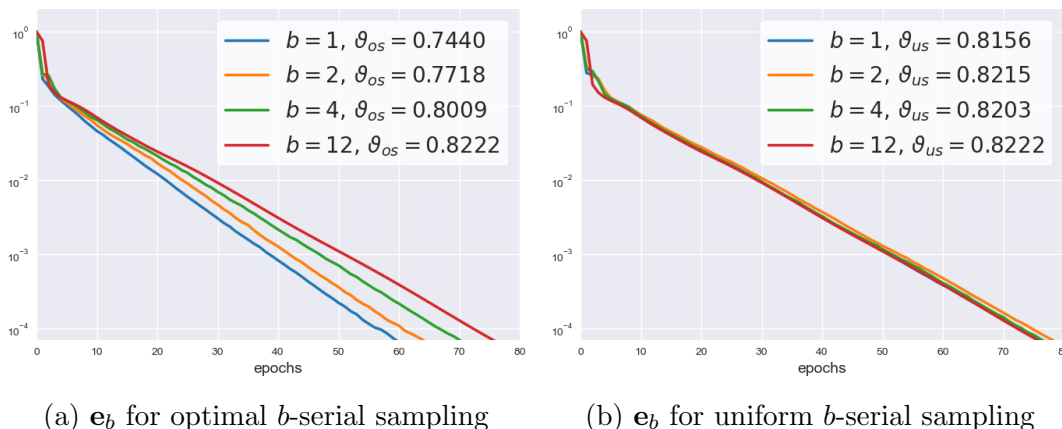 10⁰
10⁻¹
10⁻²
10⁻³
10⁻⁴
b = 1, ϑ_os = 0.7440
b = 2, ϑ_os = 0.7718
b = 4, ϑ_os = 0.8009
b = 12, ϑ_os = 0.8222
0 10 20 30 40 50 60 70 80
epochs
(a) e_b for optimal b-serial sampling
10⁰
10⁻¹
10⁻²
10⁻³
10⁻⁴
b = 1, ϑ_us = 0.8156
b = 2, ϑ_us = 0.8215
b = 4, ϑ_us = 0.8203
b = 12, ϑ_us = 0.8222
0 10 20 30 40 50 60 70 80
epochs
(b) e_b for uniform b-serial sampling